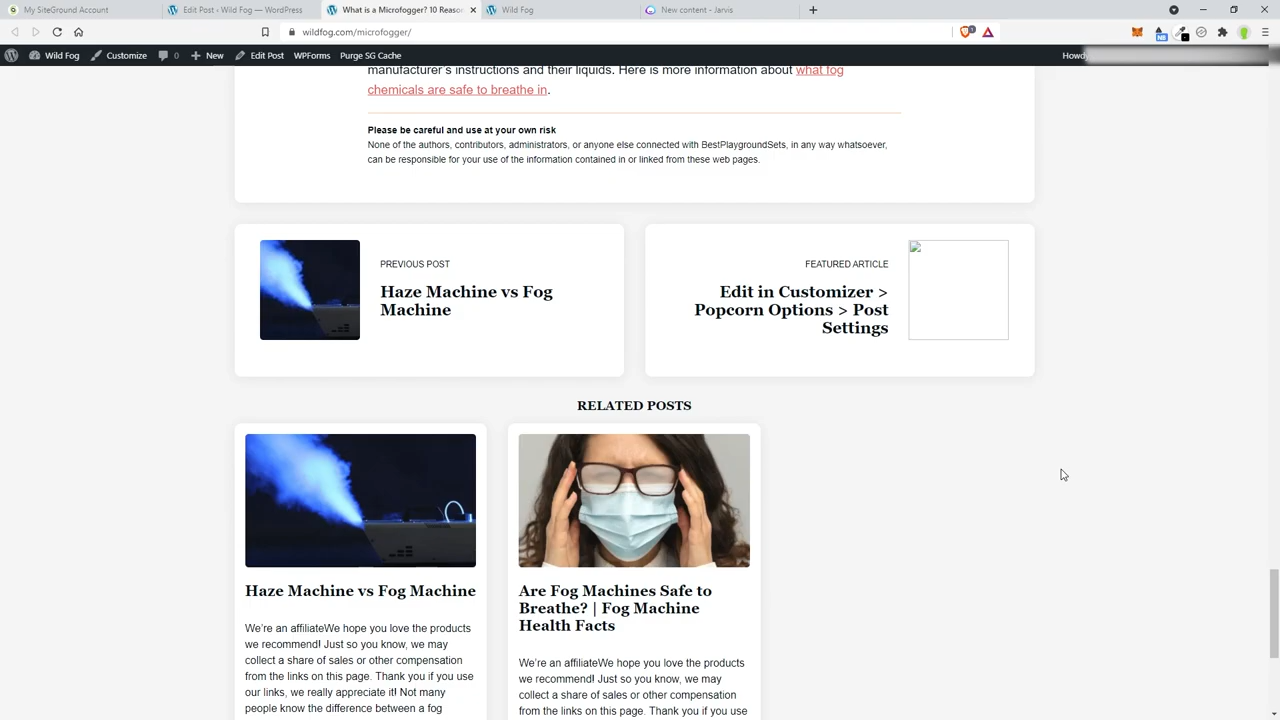 My SiteGround Account
Edit Post ‹ Wild Fog — WordPress
What is a Microfogger? 10 Reaso
Wild Fog
New content - Jarvis
wildfog.com/microfogger/
Wild Fog
Customize
0
New
Edit Post
WPForms
Purge SG Cache
Howdy
manufacturer's instructions and their liquids. Here is more information about what fog
chemicals are safe to breathe in.
Please be careful and use at your own risk
None of the authors, contributors, administrators, or anyone else connected with BestPlaygroundSets, in any way whatsoever,
can be responsible for your use of the information contained in or linked from these web pages.
PREVIOUS POST
Haze Machine vs Fog
Machine
FEATURED ARTICLE
Edit in Customizer >
Popcorn Options > Post
Settings
RELATED POSTS
Haze Machine vs Fog Machine
We're an affiliateWe hope you love the products
we recommend! Just so you know, we may
collect a share of sales or other compensation
from the links on this page. Thank you if you use
our links, we really appreciate it! Not many
people know the difference between a fog
Are Fog Machines Safe to
Breathe? | Fog Machine
Health Facts
We're an affiliateWe hope you love the products
we recommend! Just so you know, we may
collect a share of sales or other compensation
from the links on this page. Thank you if you use